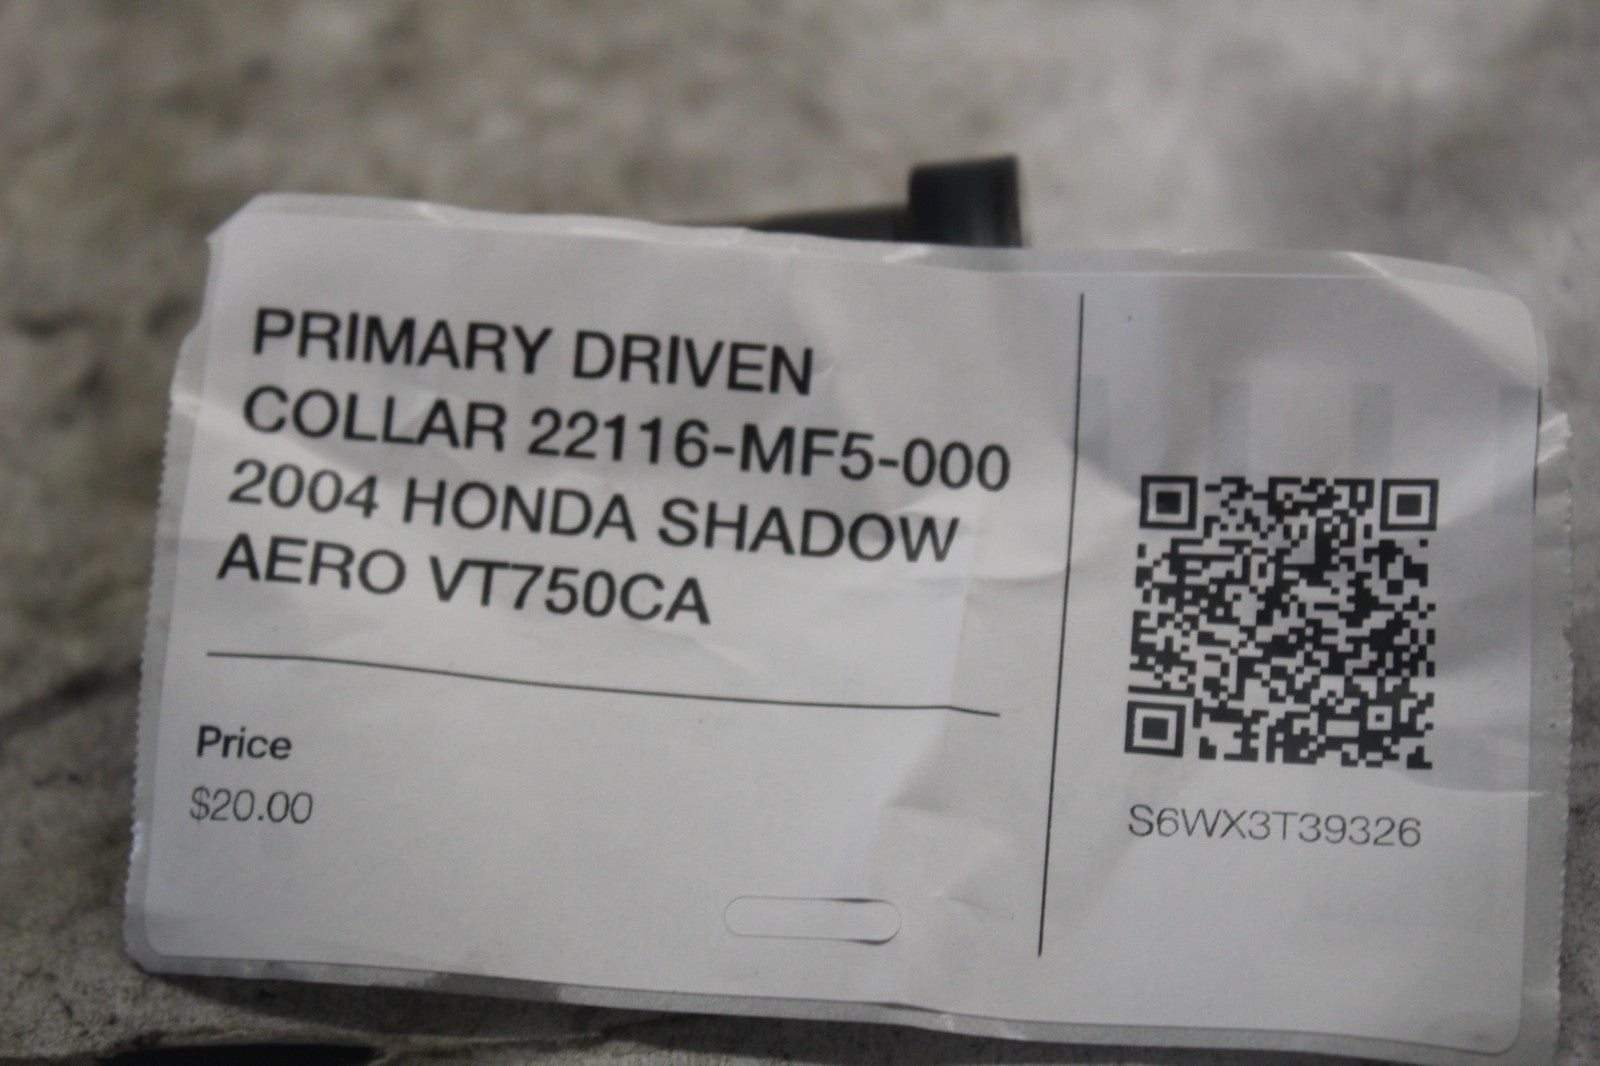 PRIMARY DRIVEN
COLLAR 22116-MF5-000
2004 HONDA SHADOW
AERO VT750CA
Price
$20.00
S6WX3T39326